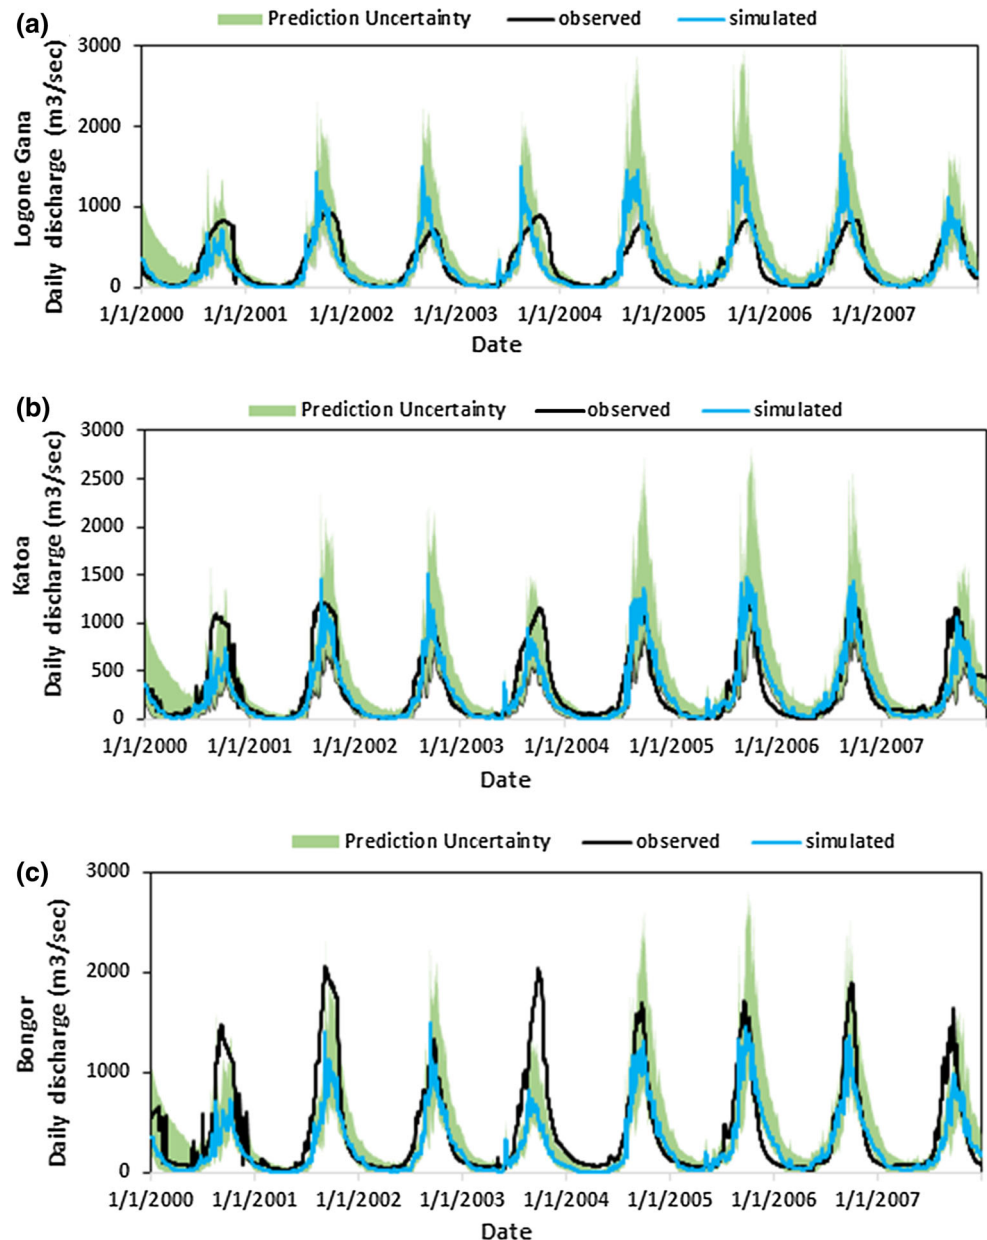 (a)
Prediction Uncertainty observed simulated
Logone Gana
Daily discharge (m3/sec)
3000
2000
1000
0
1/1/2000 1/1/2001 1/1/2002 1/1/2003 1/1/2004 1/1/2005 1/1/2006 1/1/2007
Date
(b)
Prediction Uncertainty observed simulated
Katoa
Daily discharge (m3/sec)
3000
2500
2000
1500
1000
500
0
1/1/2000 1/1/2001 1/1/2002 1/1/2003 1/1/2004 1/1/2005 1/1/2006 1/1/2007
Date
Prediction Uncertainty observed simulated
(c)
Bongor
Daily discharge (m3/sec)
3000
2000
1000
0
1/1/2000 1/1/2001 1/1/2002 1/1/2003 1/1/2004 1/1/2005 1/1/2006 1/1/2007
Date